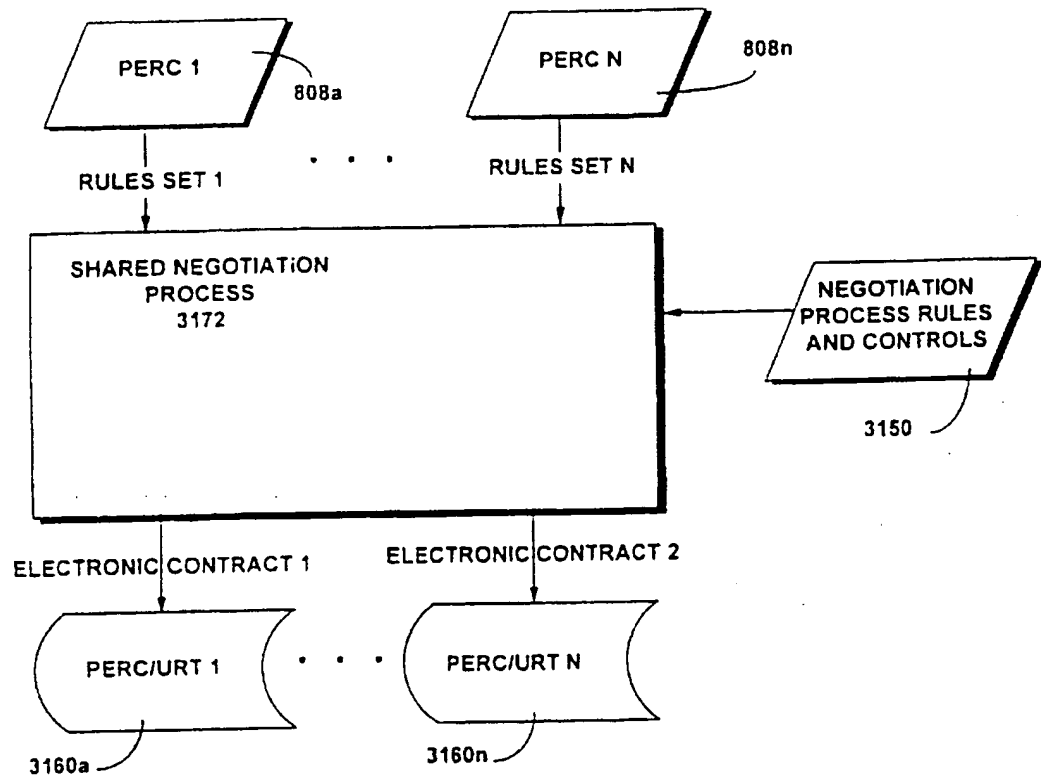 PERC 1
808a
PERC N
808n
RULES SET 1
RULES SET N
SHARED NEGOTIATiON
PROCESS
3172
NEGOTIATION
PROCESS RULES
AND CONTROLS
3150
ELECTRONIC CONTRACT 1
ELECTRONIC CONTRACT 2
PERC/URT 1
PERC/URT N
3160a
3160n